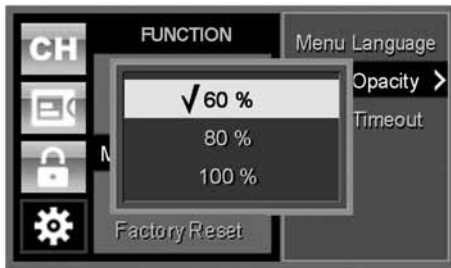 CH
FUNCTION
Menu Language
Opacity >
Timeout
√ 60 %
80 %
100 %
M
Factory Reset